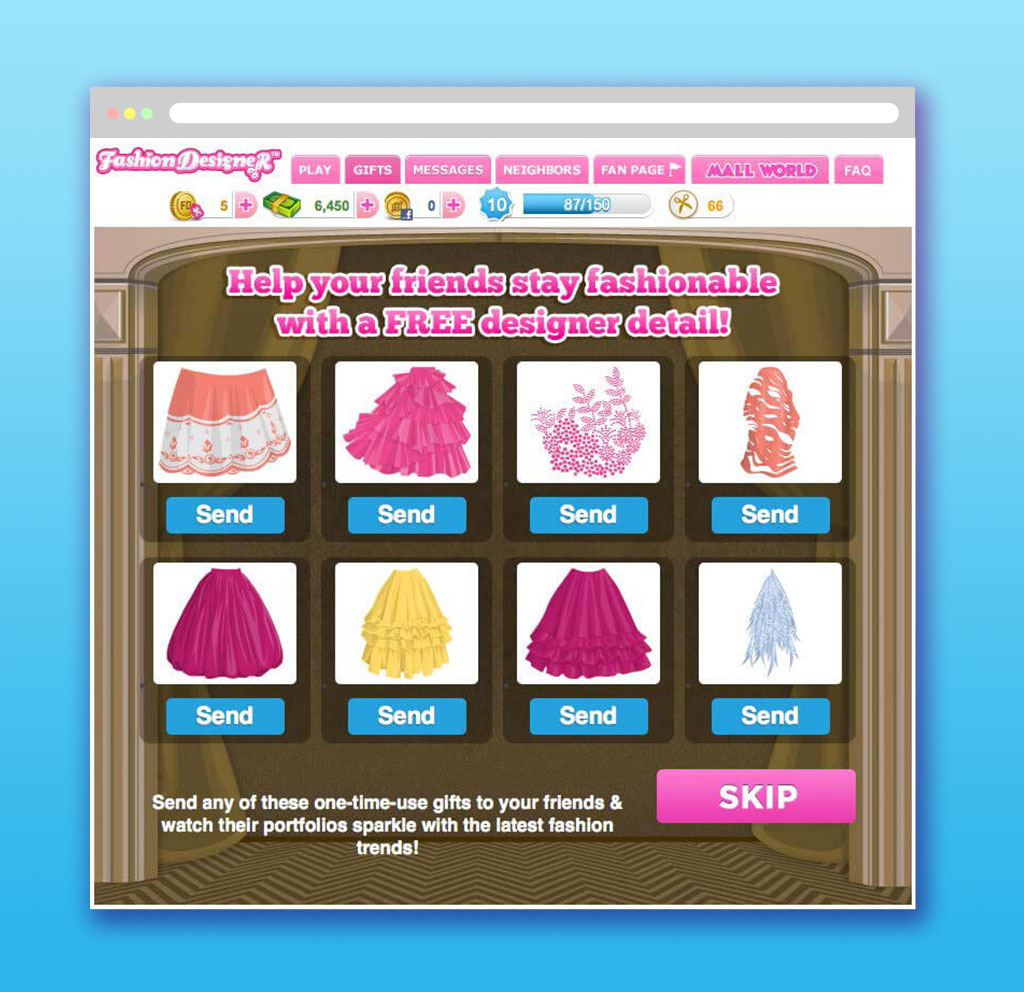 Fashion Designer™
PLAY GIFTS MESSAGES NEIGHBORS FAN PAGE MALL WORLD FAQ
FD 5 + 6,450 + f 0 + 10 87/150 66
Help your friends stay fashionable
with a FREE designer detail!
Send Send Send Send
Send Send Send Send
SKIP
Send any of these one-time-use gifts to your friends &
watch their portfolios sparkle with the latest fashion
trends!